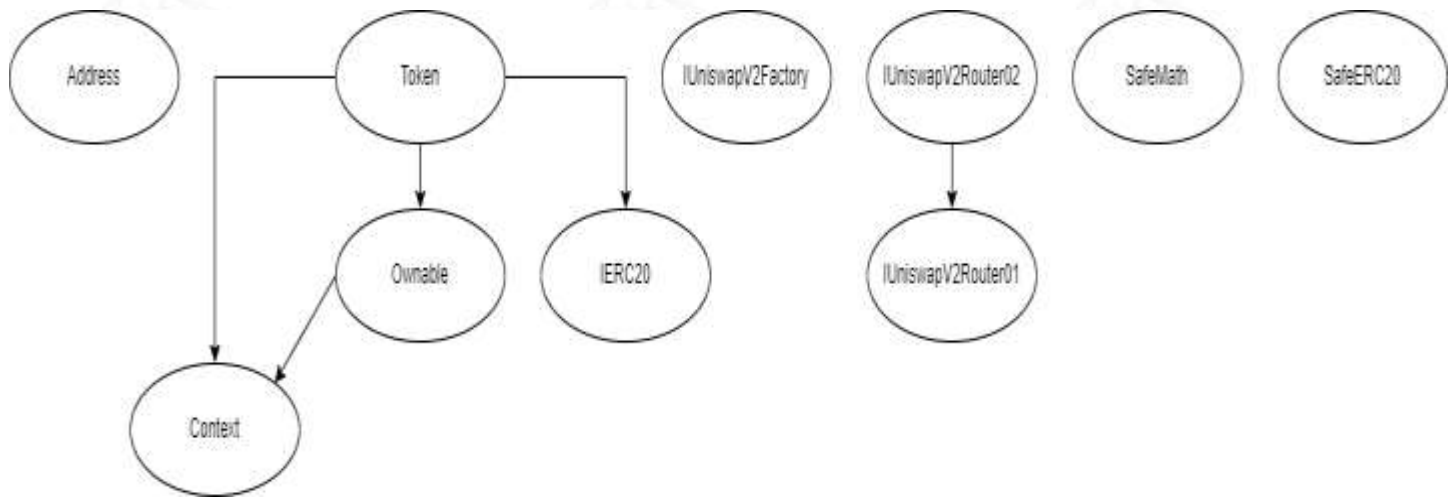 Address
Token
IUniswapV2Factory
IUniswapV2Router02
SafeMath
SafeERC20
Ownable
IERC20
IUniswapV2Router01
Context